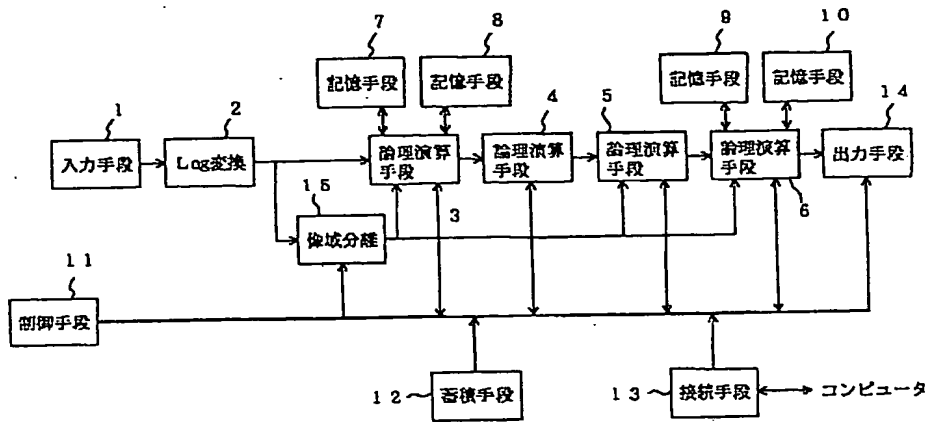 7
8
9
10
記憶手段
記憶手段
記憶手段
記憶手段
1
2
4
5
14
入力手段
Log変換
論理演算
手段
論理演算
手段
論理演算
手段
論理演算
手段
出力手段
15
3
6
像域分離
11
制御手段
12
蓄積手段
13
接続手段
コンピュータ